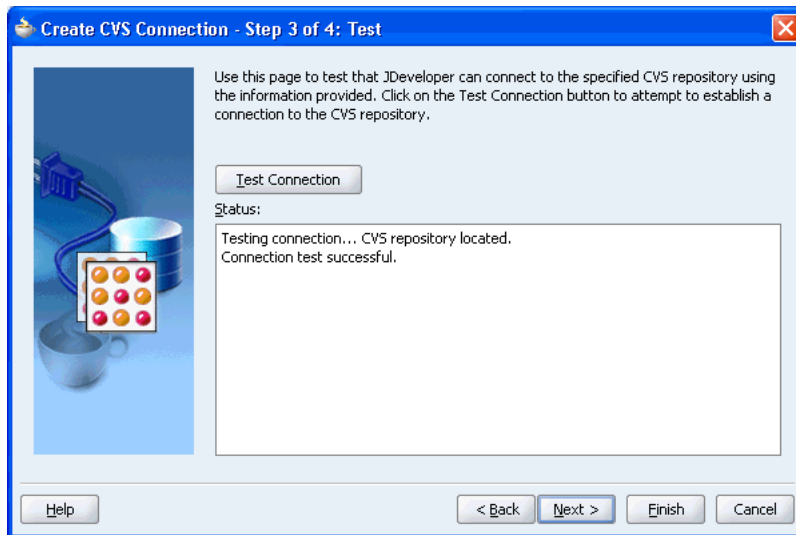 Create CVS Connection - Step 3 of 4: Test
Use this page to test that JDeveloper can connect to the specified CVS repository using
the information provided. Click on the Test Connection button to attempt to establish a
connection to the CVS repository.
Test Connection
Status:
Testing connection... CVS repository located.
Connection test successful.
Help
< Back
Next >
Finish
Cancel